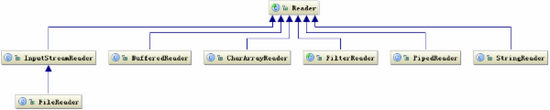 Reader
InputStreamReader BufferedReader CharArrayReader FilterReader PipedReader StringReader
FileReader